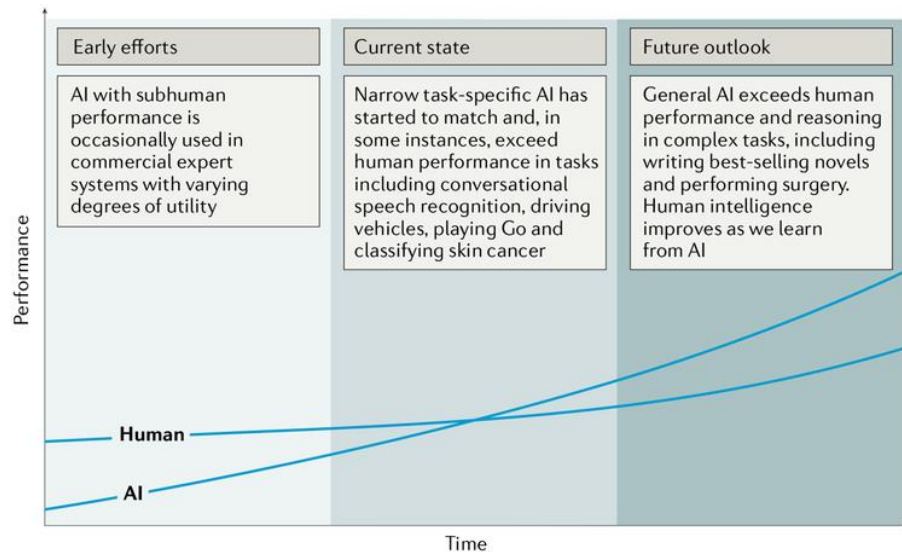 Early efforts
AI with subhuman
performance is
occasionally used in
commercial expert
systems with varying
degrees of utility
Current state
Narrow task-specific AI has
started to match and, in
some instances, exceed
human performance in tasks
including conversational
speech recognition, driving
vehicles, playing Go and
classifying skin cancer
Future outlook
General AI exceeds human
performance and reasoning
in complex tasks, including
writing best-selling novels
and performing surgery.
Human intelligence
improves as we learn
from AI
Performance
Human
AI
Time